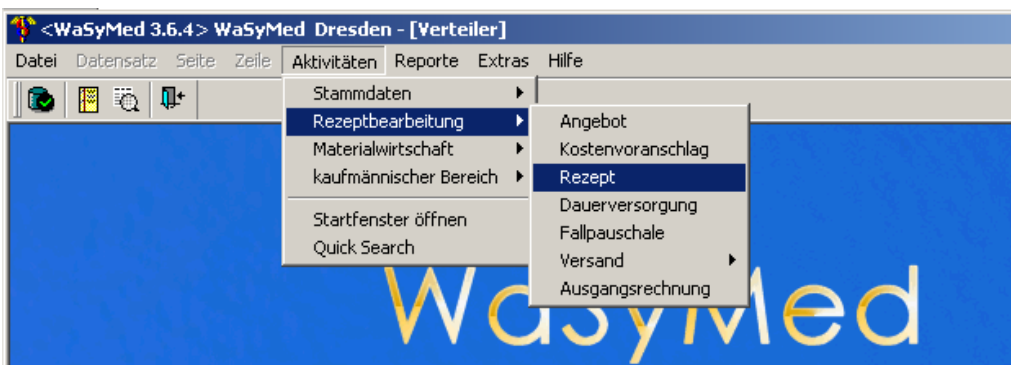 <WaSyMed 3.6.4> WaSyMed Dresden - [Verteiler]
Datei Datensatz Seite Zeile Aktivitäten Reporte Extras Hilfe
Stammdaten
Rezeptbearbeitung
Materialwirtschaft
kaufmännischer Bereich
Startfenster öffnen
Quick Search
Angebot
Kostenvoranschlag
Rezept
Dauerversorgung
Fallpauschale
Versand
Ausgangsrechnung
WaSyMed